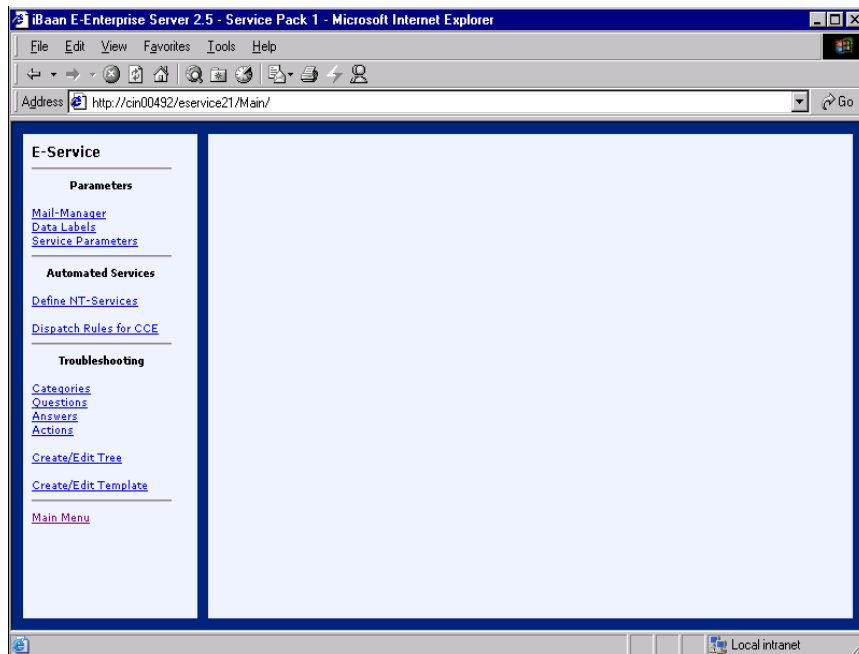 iBaan E-Enterprise Server 2.5 - Service Pack 1 - Microsoft Internet Explorer
File Edit View Favorites Tools Help
Address http://cin00492/eservice21/Main/ Go
E-Service
Parameters
Mail-Manager
Data Labels
Service Parameters
Automated Services
Define NT-Services
Dispatch Rules for CCE
Troubleshooting
Categories
Questions
Answers
Actions
Create/Edit Tree
Create/Edit Template
Main Menu
Local intranet